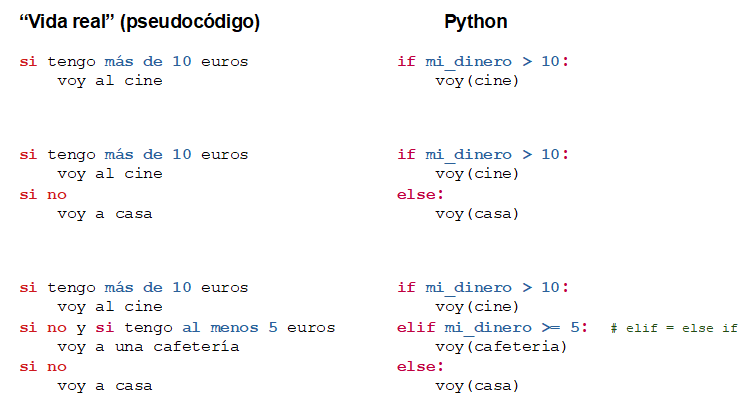 “Vida real” (pseudocódigo) Python
si tengo más de 10 euros if mi_dinero > 10:
voy al cine voy(cine)
si tengo más de 10 euros if mi_dinero > 10:
voy al cine voy(cine)
si no else:
voy a casa voy(casa)
si tengo más de 10 euros if mi_dinero > 10:
voy al cine voy(cine)
si no y si tengo al menos 5 euros elif mi_dinero >= 5: # elif = else if
voy a una cafetería voy(cafeteria)
si no else:
voy a casa voy(casa)